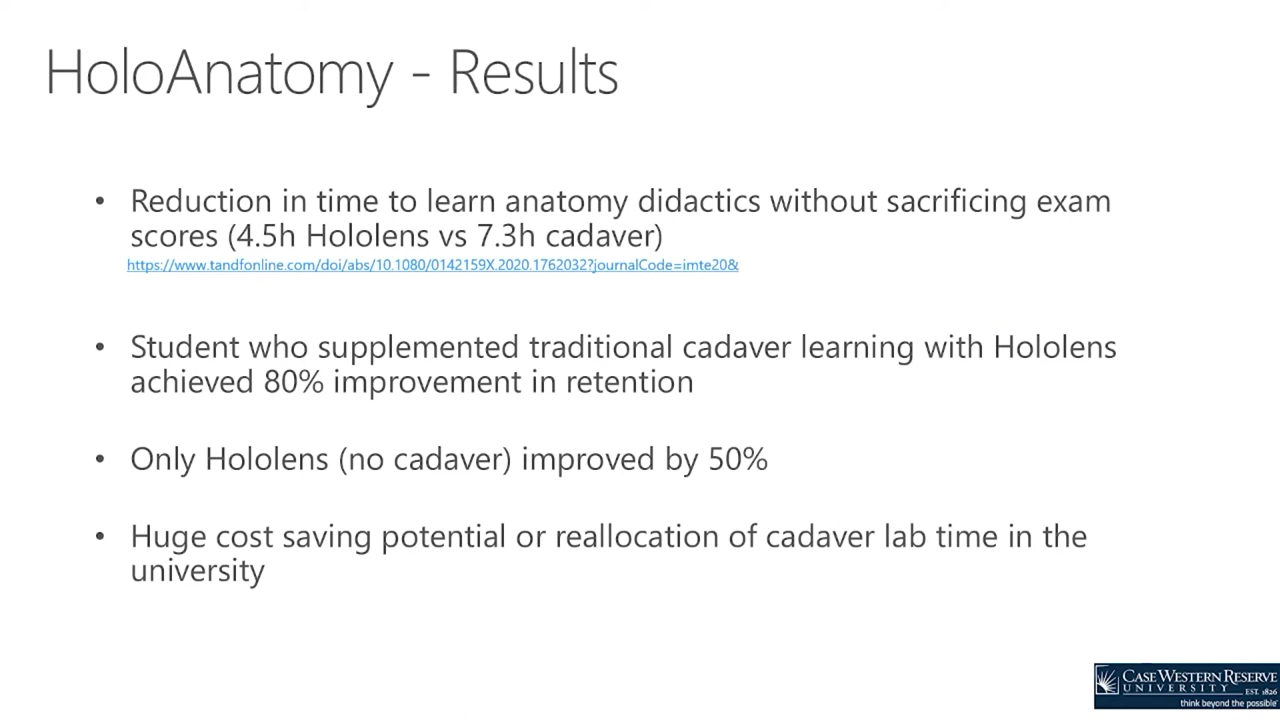 HoloAnatomy - Results
• Reduction in time to learn anatomy didactics without sacrificing exam
scores (4.5h Hololens vs 7.3h cadaver)
https://www.tandfonline.com/doi/abs/10.1080/0142159X.2020.1762032?journalCode=imte20&
• Student who supplemented traditional cadaver learning with Hololens
achieved 80% improvement in retention
• Only Hololens (no cadaver) improved by 50%
• Huge cost saving potential or reallocation of cadaver lab time in the
university
CASE WESTERN RESERVE
UNIVERSITY EST. 1826
think beyond the possible